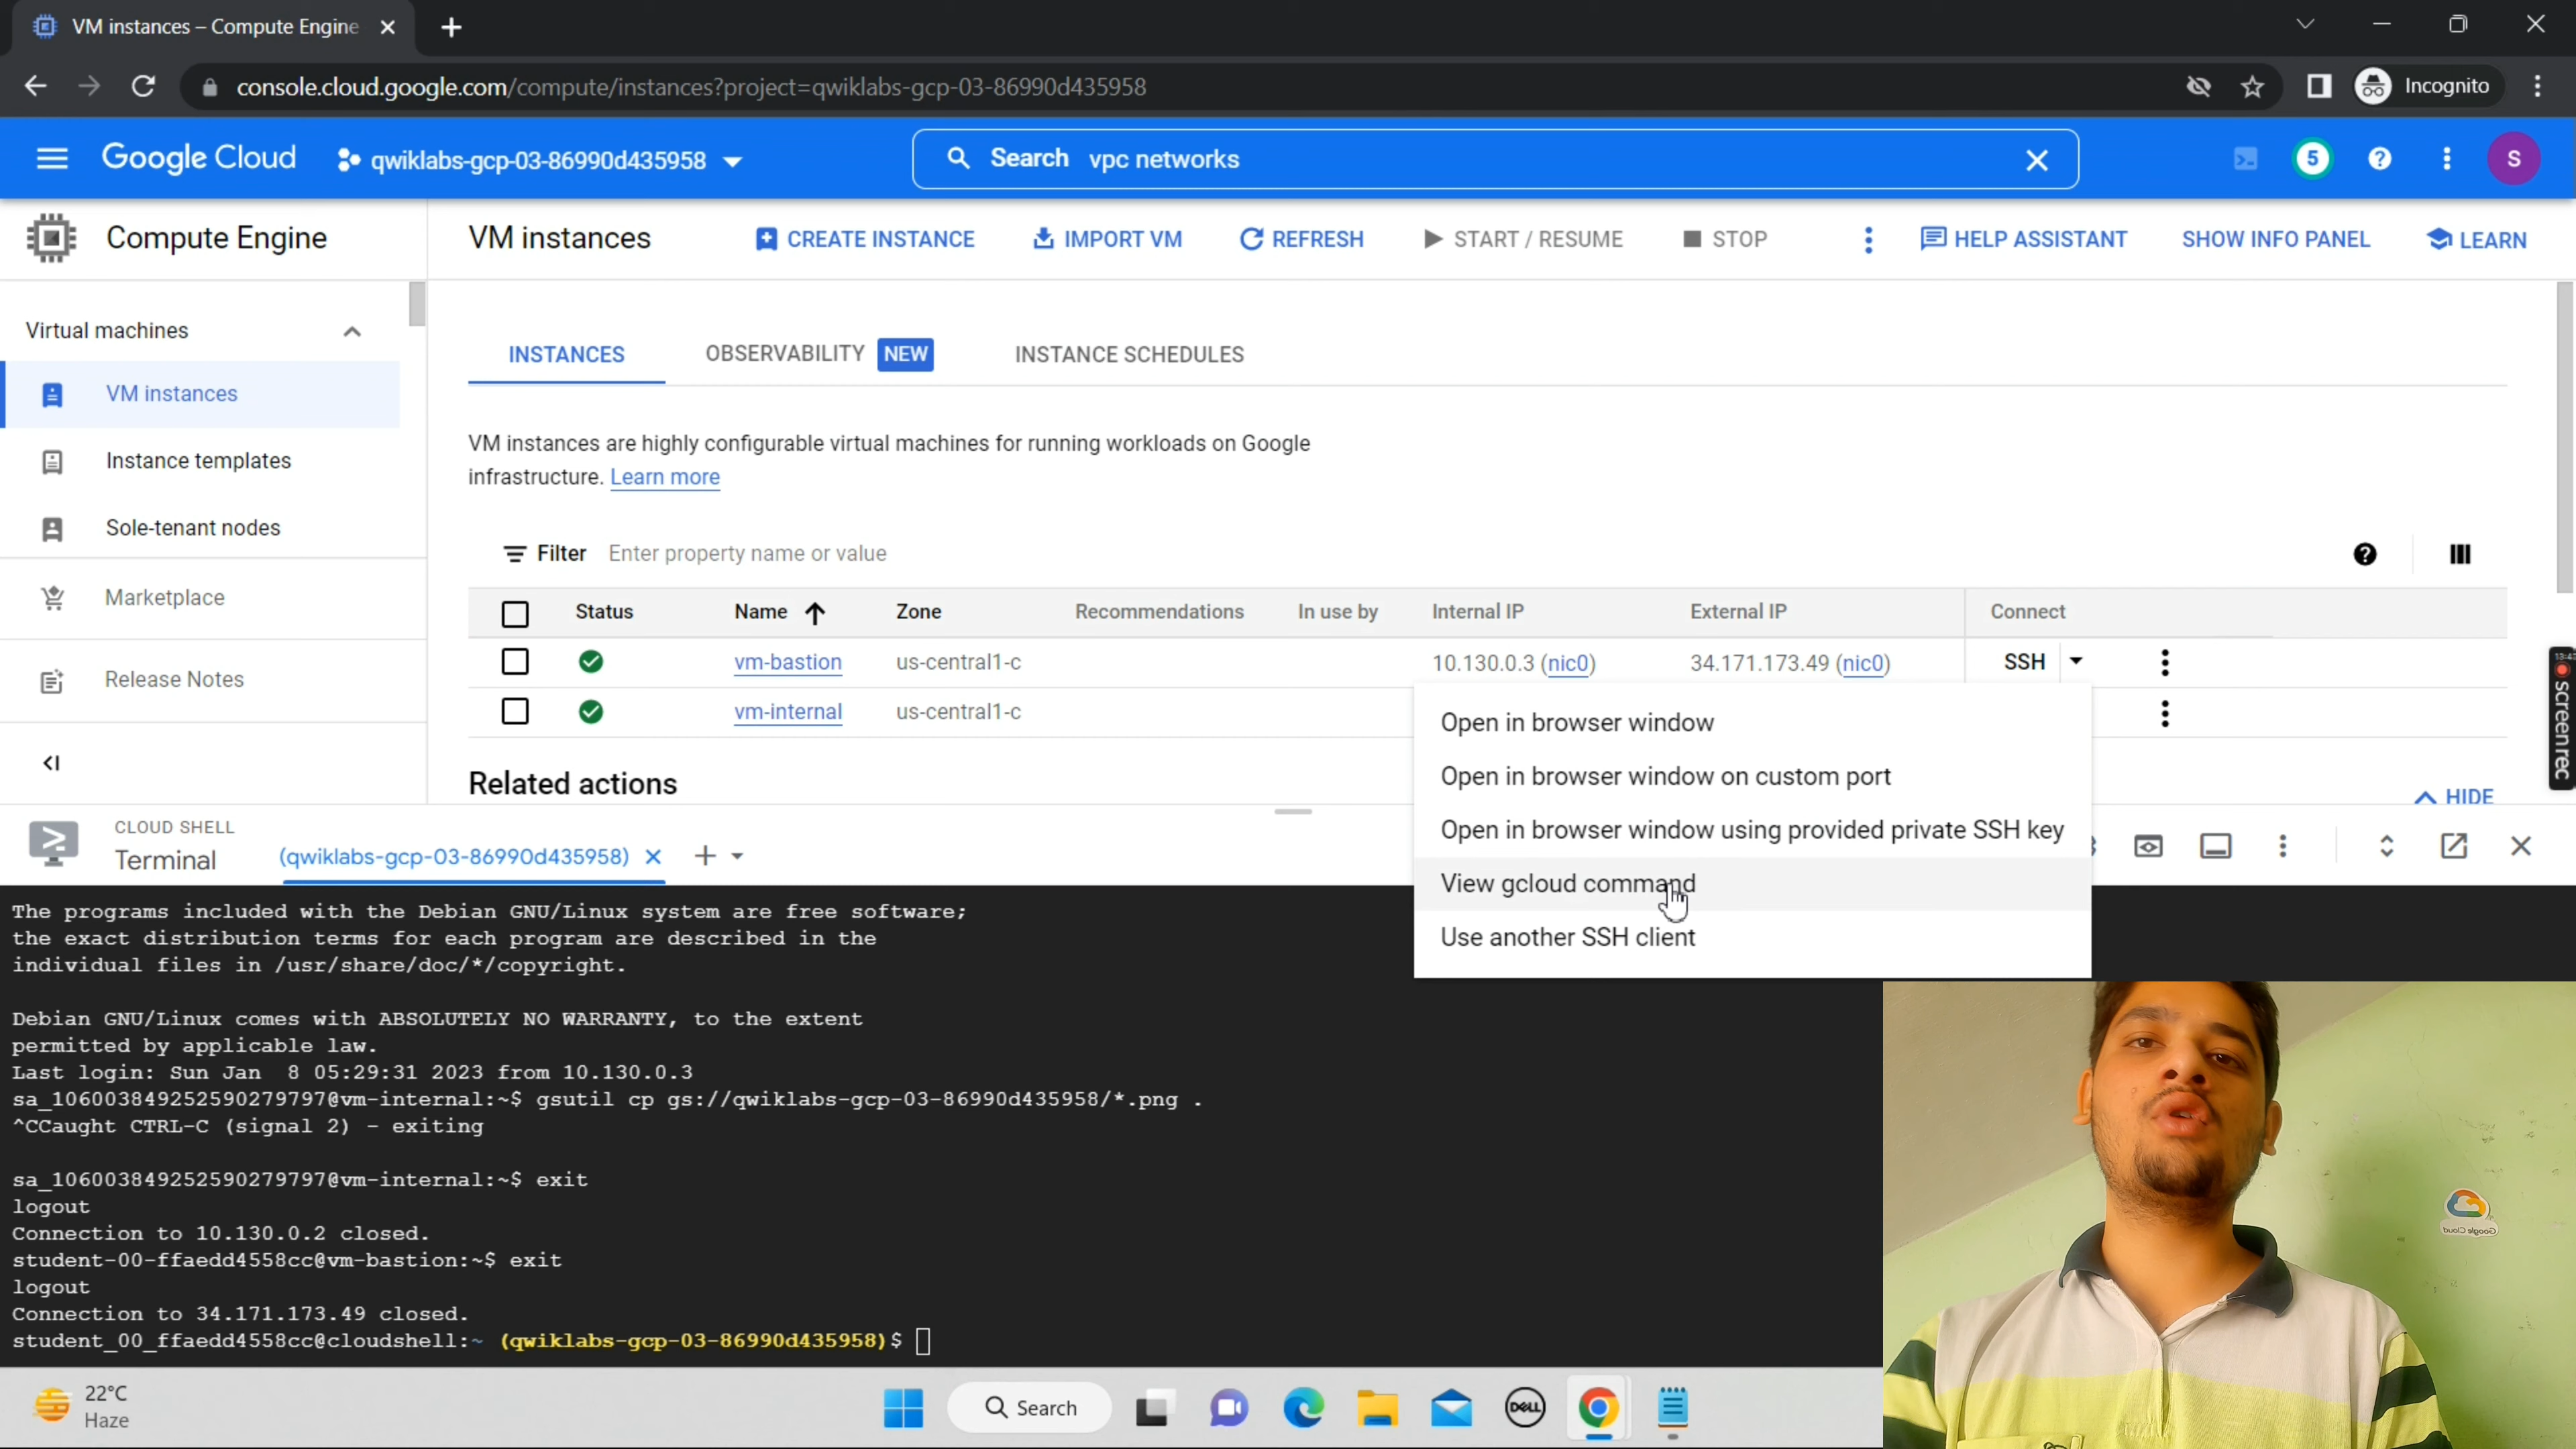 VM instances – Compute Engine
console.cloud.google.com/compute/instances?project=qwiklabs-gcp-03-86990d435958
Incognito
Google Cloud
qwiklabs-gcp-03-86990d435958
Search vpc networks
5
S
Compute Engine
VM instances
CREATE INSTANCE
IMPORT VM
REFRESH
START / RESUME
STOP
HELP ASSISTANT
SHOW INFO PANEL
LEARN
Virtual machines
VM instances
Instance templates
Sole-tenant nodes
Marketplace
Release Notes
INSTANCES
OBSERVABILITY NEW
INSTANCE SCHEDULES
VM instances are highly configurable virtual machines for running workloads on Google
infrastructure. Learn more
Filter Enter property name or value
Status Name Zone Recommendations In use by Internal IP External IP Connect
vm-bastion us-central1-c 10.130.0.3 (nic0) 34.171.173.49 (nic0) SSH
vm-internal us-central1-c
Open in browser window
Open in browser window on custom port
Open in browser window using provided private SSH key
View gcloud command
Use another SSH client
Related actions
HIDE
screenrec
CLOUD SHELL
Terminal
(qwiklabs-gcp-03-86990d435958)
The programs included with the Debian GNU/Linux system are free software;
the exact distribution terms for each program are described in the
individual files in /usr/share/doc/*/copyright.
Debian GNU/Linux comes with ABSOLUTELY NO WARRANTY, to the extent
permitted by applicable law.
Last login: Sun Jan  8 05:29:31 2023 from 10.130.0.3
sa_106003849252590279797@vm-internal:~$ gsutil cp gs://qwiklabs-gcp-03-86990d435958/*.png .
^CCaught CTRL-C (signal 2) - exiting
sa_106003849252590279797@vm-internal:~$ exit
logout
Connection to 10.130.0.2 closed.
student-00-ffaedd4558cc@vm-bastion:~$ exit
logout
Connection to 34.171.173.49 closed.
student_00_ffaedd4558cc@cloudshell:~ (qwiklabs-gcp-03-86990d435958)$
Google Cloud
22°C
Haze
Search
DELL